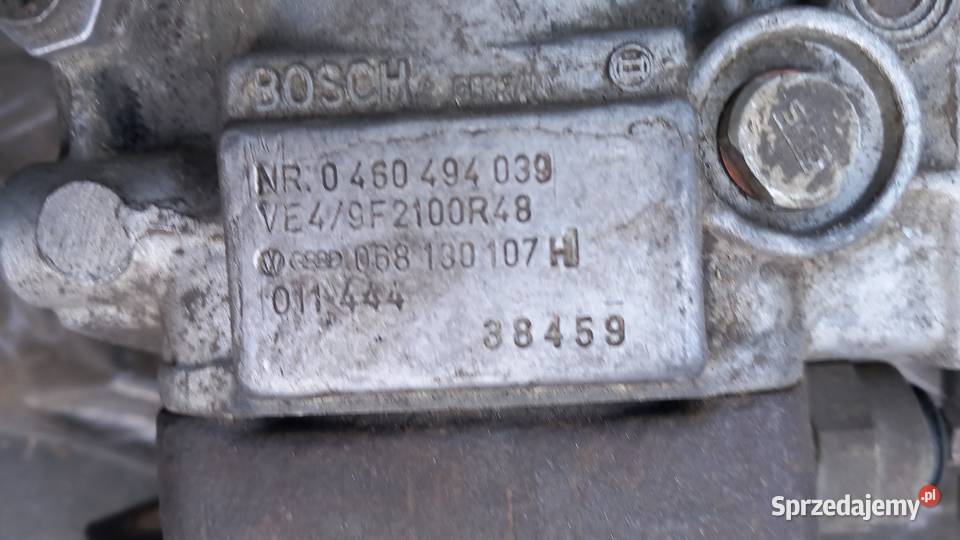 BOSCH
NR. 0 460 494 039
VE4/9F2100R48
068 130 107 H
011 444
38459
Sprzedajemy.pl